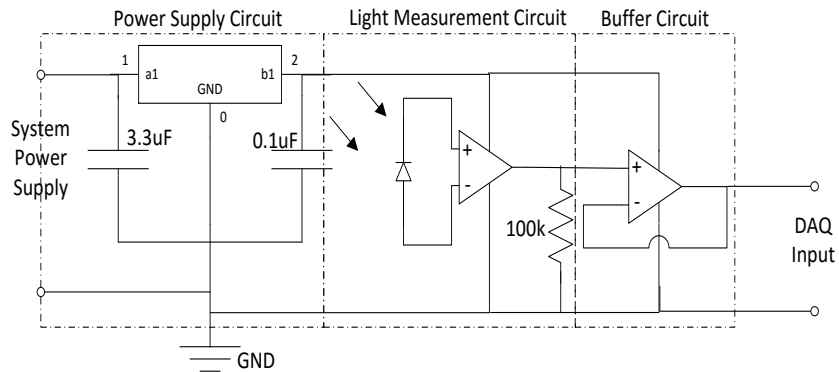 Power Supply Circuit
Light Measurement Circuit
Buffer Circuit
1
a1
b1
2
GND
0
System
Power
Supply
3.3uF
0.1uF
+
-
100k
+
-
DAQ
Input
GND